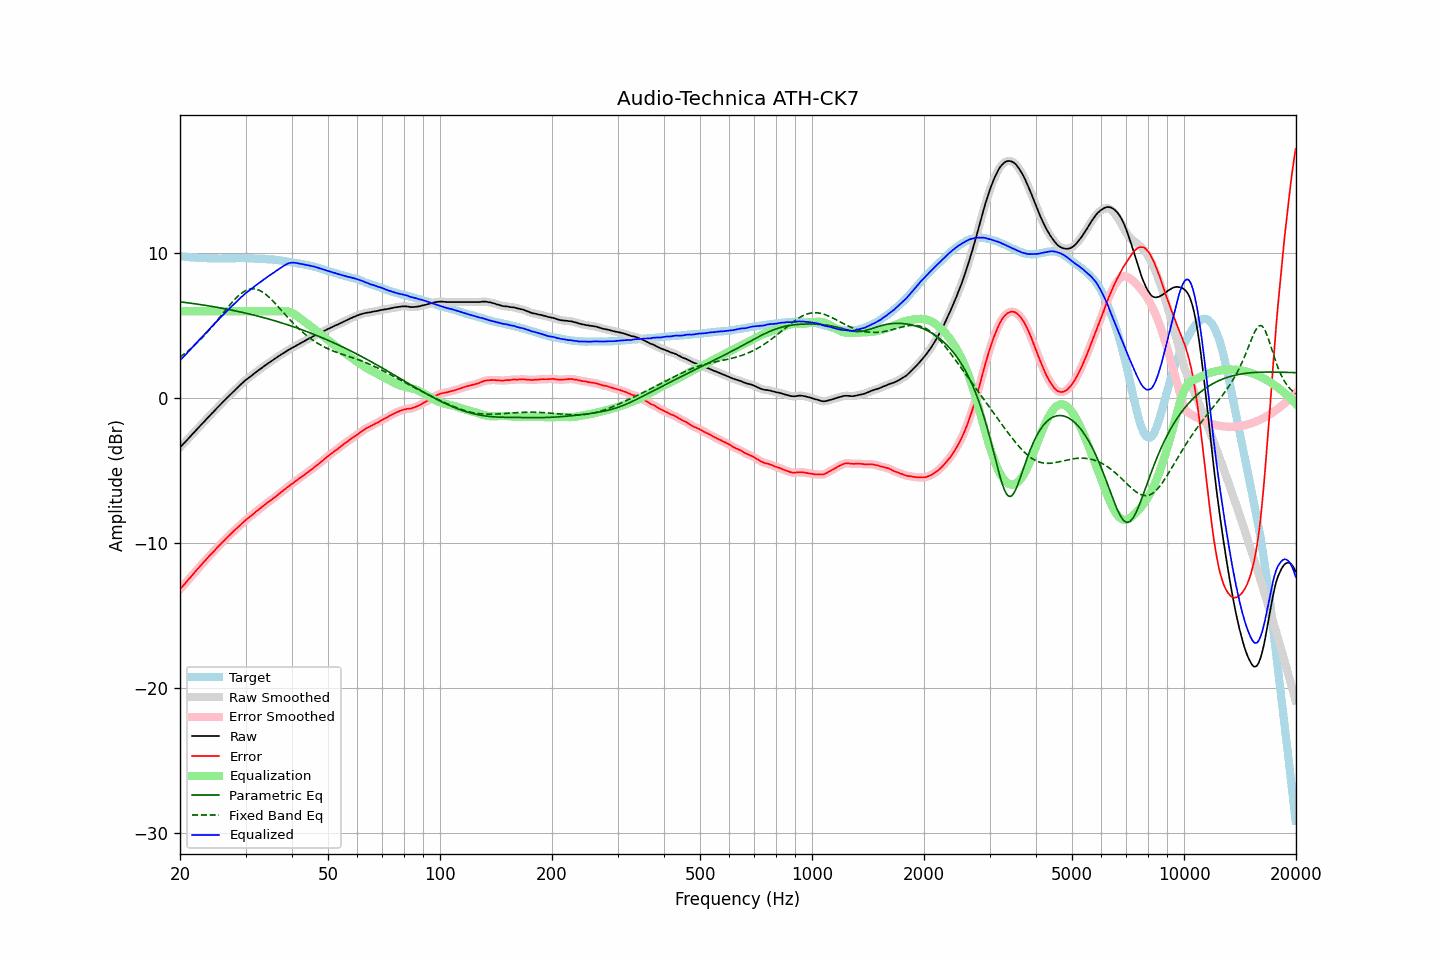 Audio-Technica ATH-CK7
Amplitude (dBr)
10
0
−10
−20
−30
Target
Raw Smoothed
Error Smoothed
Raw
Error
Equalization
Parametric Eq
Fixed Band Eq
Equalized
20 50 100 200 500 1000 2000 5000 10000 20000
Frequency (Hz)